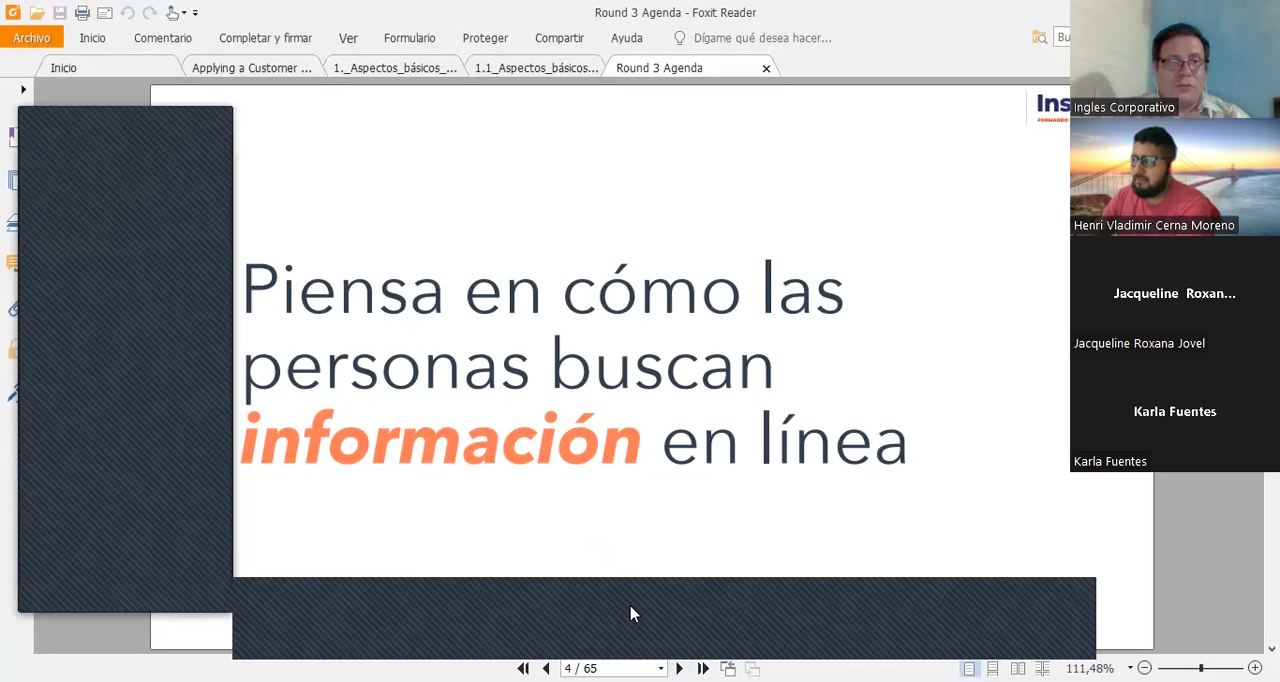 Round 3 Agenda - Foxit Reader
Archivo Inicio Comentario Completar y firmar Ver Formulario Proteger Compartir Ayuda Dígame qué desea hacer... Bu
Inicio Applying a Customer ... 1._Aspectos_básicos_... 1.1_Aspectos_básicos... Round 3 Agenda
Ins
FORMANDO
Piensa en cómo las
personas buscan
información en línea
Ingles Corporativo
Henri Vladimir Cerna Moreno
Jacqueline Roxan...
Jacqueline Roxana Jovel
Karla Fuentes
Karla Fuentes
4 / 65
111,48%